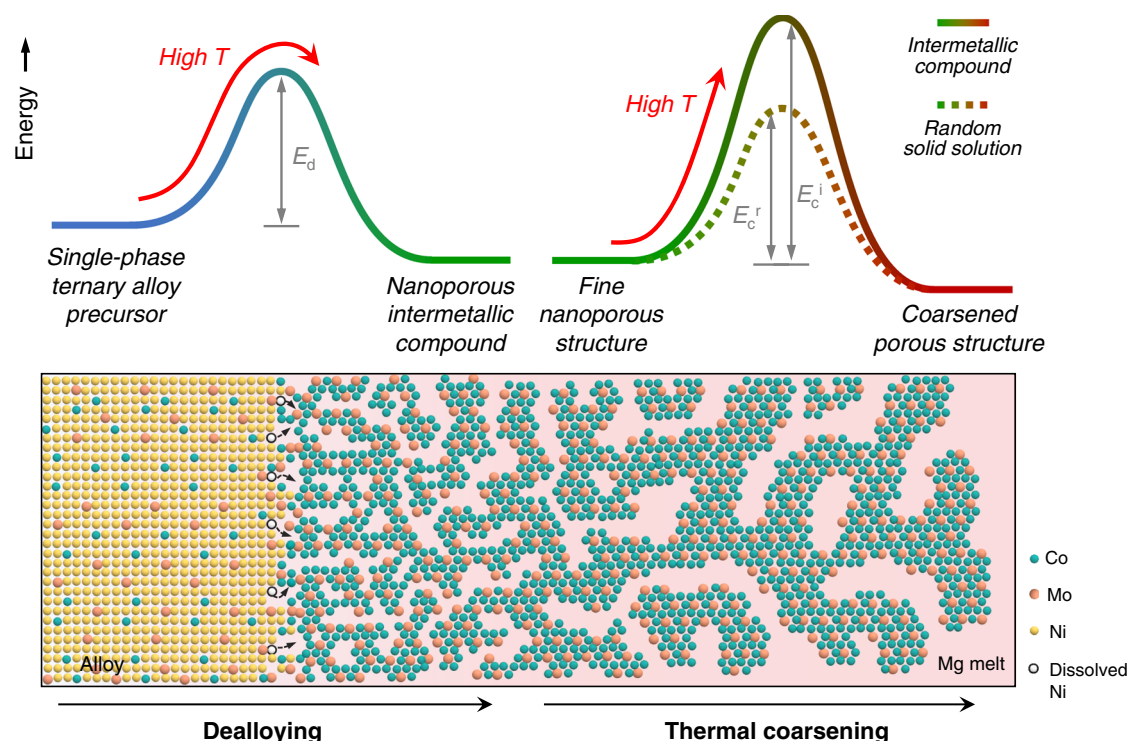 Energy
High T
E_d
High T
E_c^r
E_c^i
Intermetallic
compound
Random
solid solution
Single-phase
ternary alloy
precursor
Nanoporous
intermetallic
compound
Fine
nanoporous
structure
Coarsened
porous structure
Alloy
Mg melt
Co
Mo
Ni
Dissolved
Ni
Dealloying
Thermal coarsening